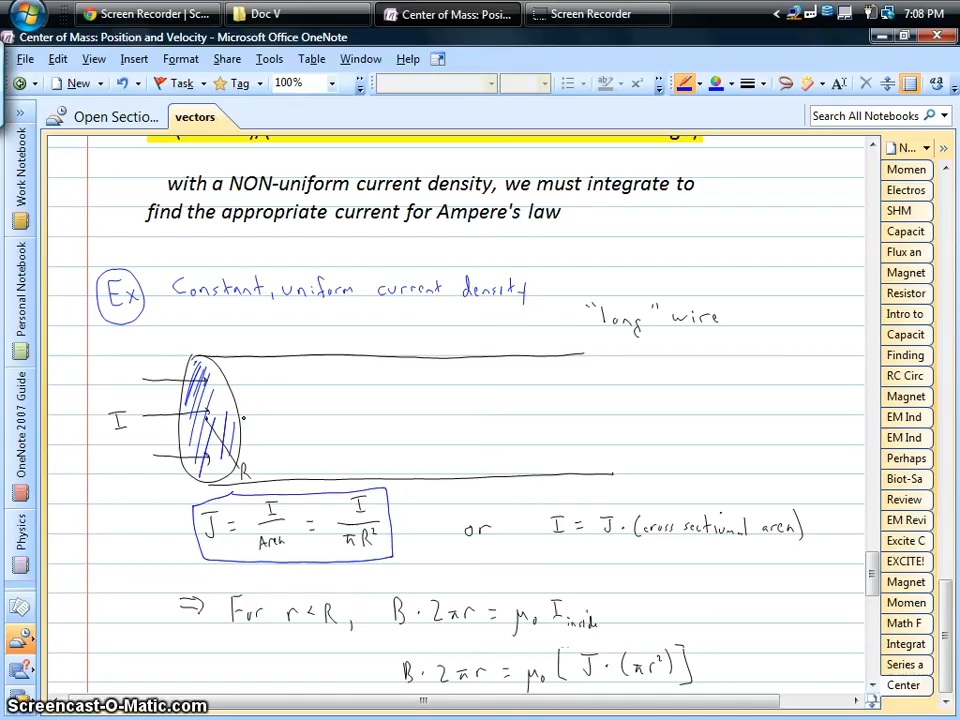 Screen Recorder | Sc...
Doc V
Center of Mass: Posi...
Screen Recorder
7:08 PM
Center of Mass: Position and Velocity - Microsoft Office OneNote
File Edit View Insert Format Share Tools Table Window Help
New Task Tag 100%
Open Sectio... vectors Search All Notebooks
N...
with a NON-uniform current density, we must integrate to
find the appropriate current for Ampere's law
Ex Constant, uniform current density
"long" wire
I
R
J = I / Area = I / πR² or I = J · (cross sectional area)
⇒ For r < R, B · 2πr = μ₀ I inside
B · 2πr = μ₀ [ J · (πr²) ]
Work Notebook
Personal Notebook
OneNote 2007 Guide
Physics
Momen
Electros
SHM
Capacit
Flux an
Magnet
Resistor
Intro to
Capacit
Finding
RC Circ
Magnet
EM Ind
EM Ind
Perhaps
Biot-Sa
Review
EM Revi
Excite C
EXCITE!
Magnet
Momen
Math F
Integrat
Series a
Center
Screencast-O-Matic.com